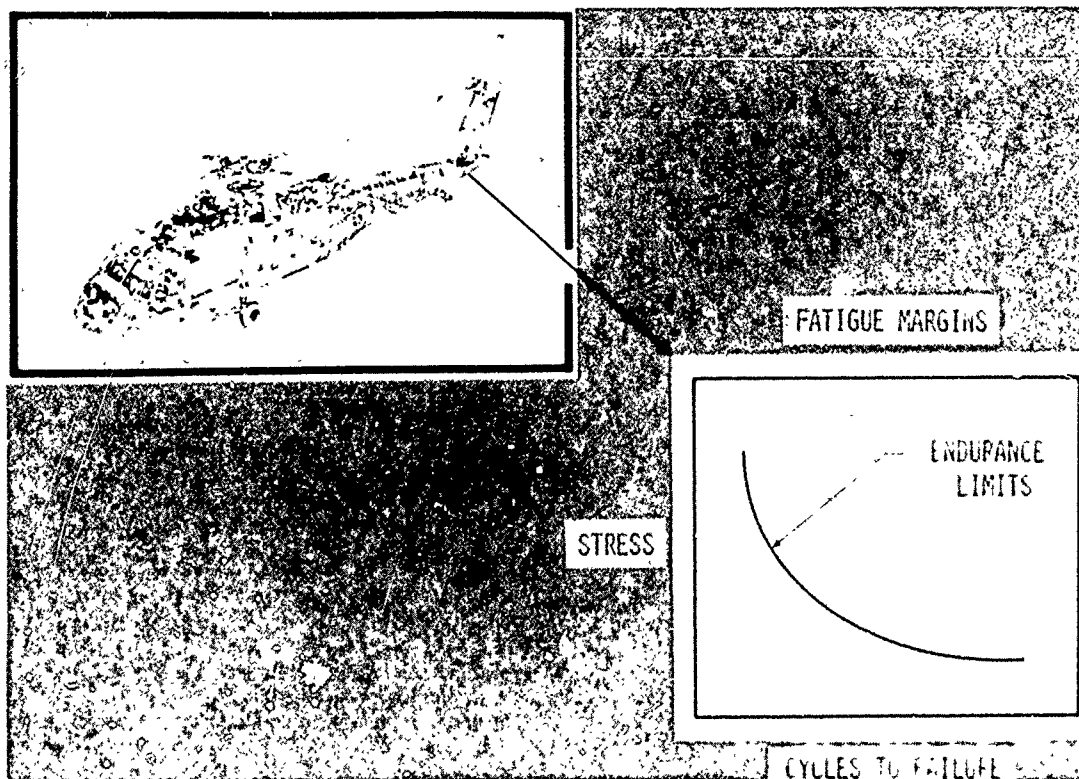 FATIGUE MARGINS
ENDURANCE
LIMITS
STRESS
CYCLES TO FAILURE